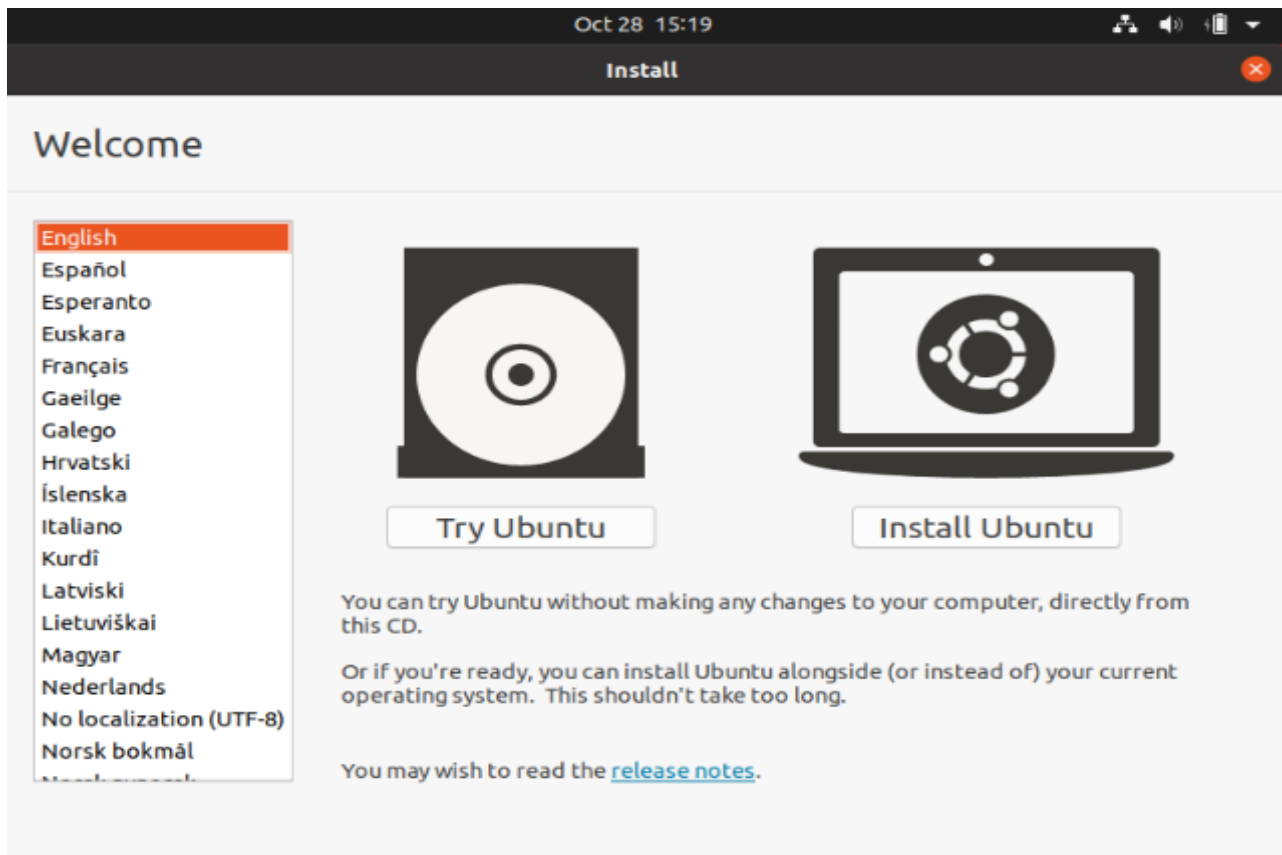 Oct 28 15:19
Install
Welcome
English
Español
Esperanto
Euskara
Français
Gaeilge
Galego
Hrvatski
Íslenska
Italiano
Kurdî
Latviski
Lietuviškai
Magyar
Nederlands
No localization (UTF-8)
Norsk bokmål
Try Ubuntu
Install Ubuntu
You can try Ubuntu without making any changes to your computer, directly from
this CD.
Or if you're ready, you can install Ubuntu alongside (or instead of) your current
operating system. This shouldn't take too long.
You may wish to read the release notes.